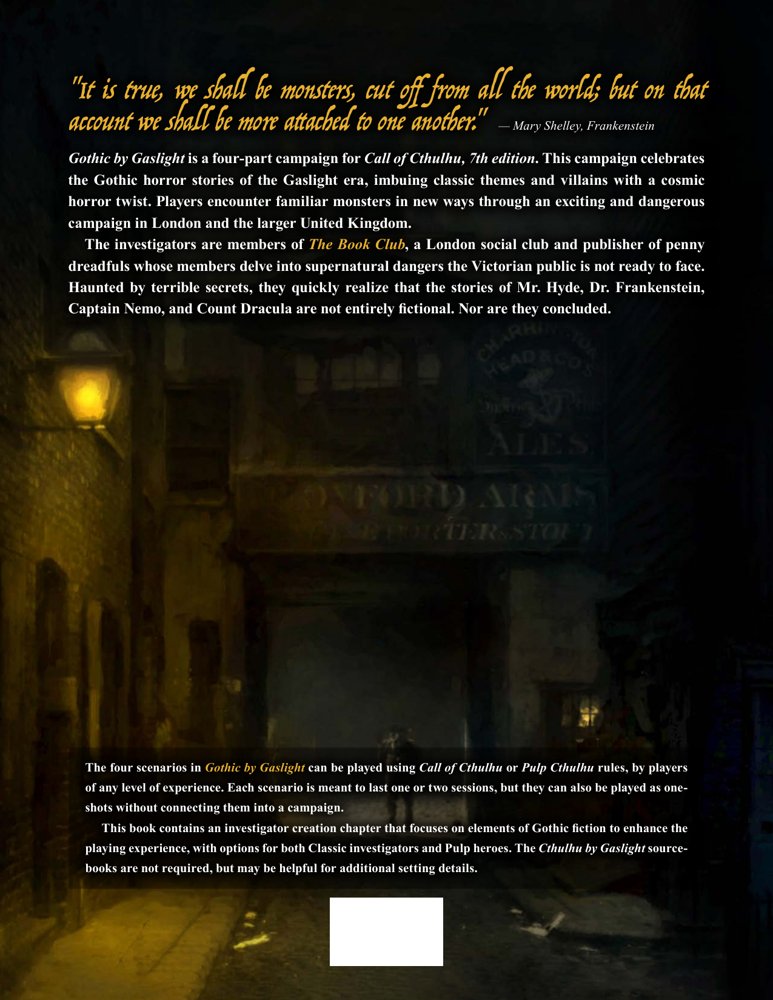 "It is true, we shall be monsters, cut off from all the world; but on that
account we shall be more attached to one another." — Mary Shelley, Frankenstein
Gothic by Gaslight is a four-part campaign for Call of Cthulhu, 7th edition. This campaign celebrates
the Gothic horror stories of the Gaslight era, imbuing classic themes and villains with a cosmic
horror twist. Players encounter familiar monsters in new ways through an exciting and dangerous
campaign in London and the larger United Kingdom.
The investigators are members of The Book Club, a London social club and publisher of penny
dreadfuls whose members delve into supernatural dangers the Victorian public is not ready to face.
Haunted by terrible secrets, they quickly realize that the stories of Mr. Hyde, Dr. Frankenstein,
Captain Nemo, and Count Dracula are not entirely fictional. Nor are they concluded.
HEAD & CO'S
ALES.
OXFORD ARMS
PORTER & STOUT
The four scenarios in Gothic by Gaslight can be played using Call of Cthulhu or Pulp Cthulhu rules, by players
of any level of experience. Each scenario is meant to last one or two sessions, but they can also be played as one-
shots without connecting them into a campaign.
This book contains an investigator creation chapter that focuses on elements of Gothic fiction to enhance the
playing experience, with options for both Classic investigators and Pulp heroes. The Cthulhu by Gaslight source-
books are not required, but may be helpful for additional setting details.